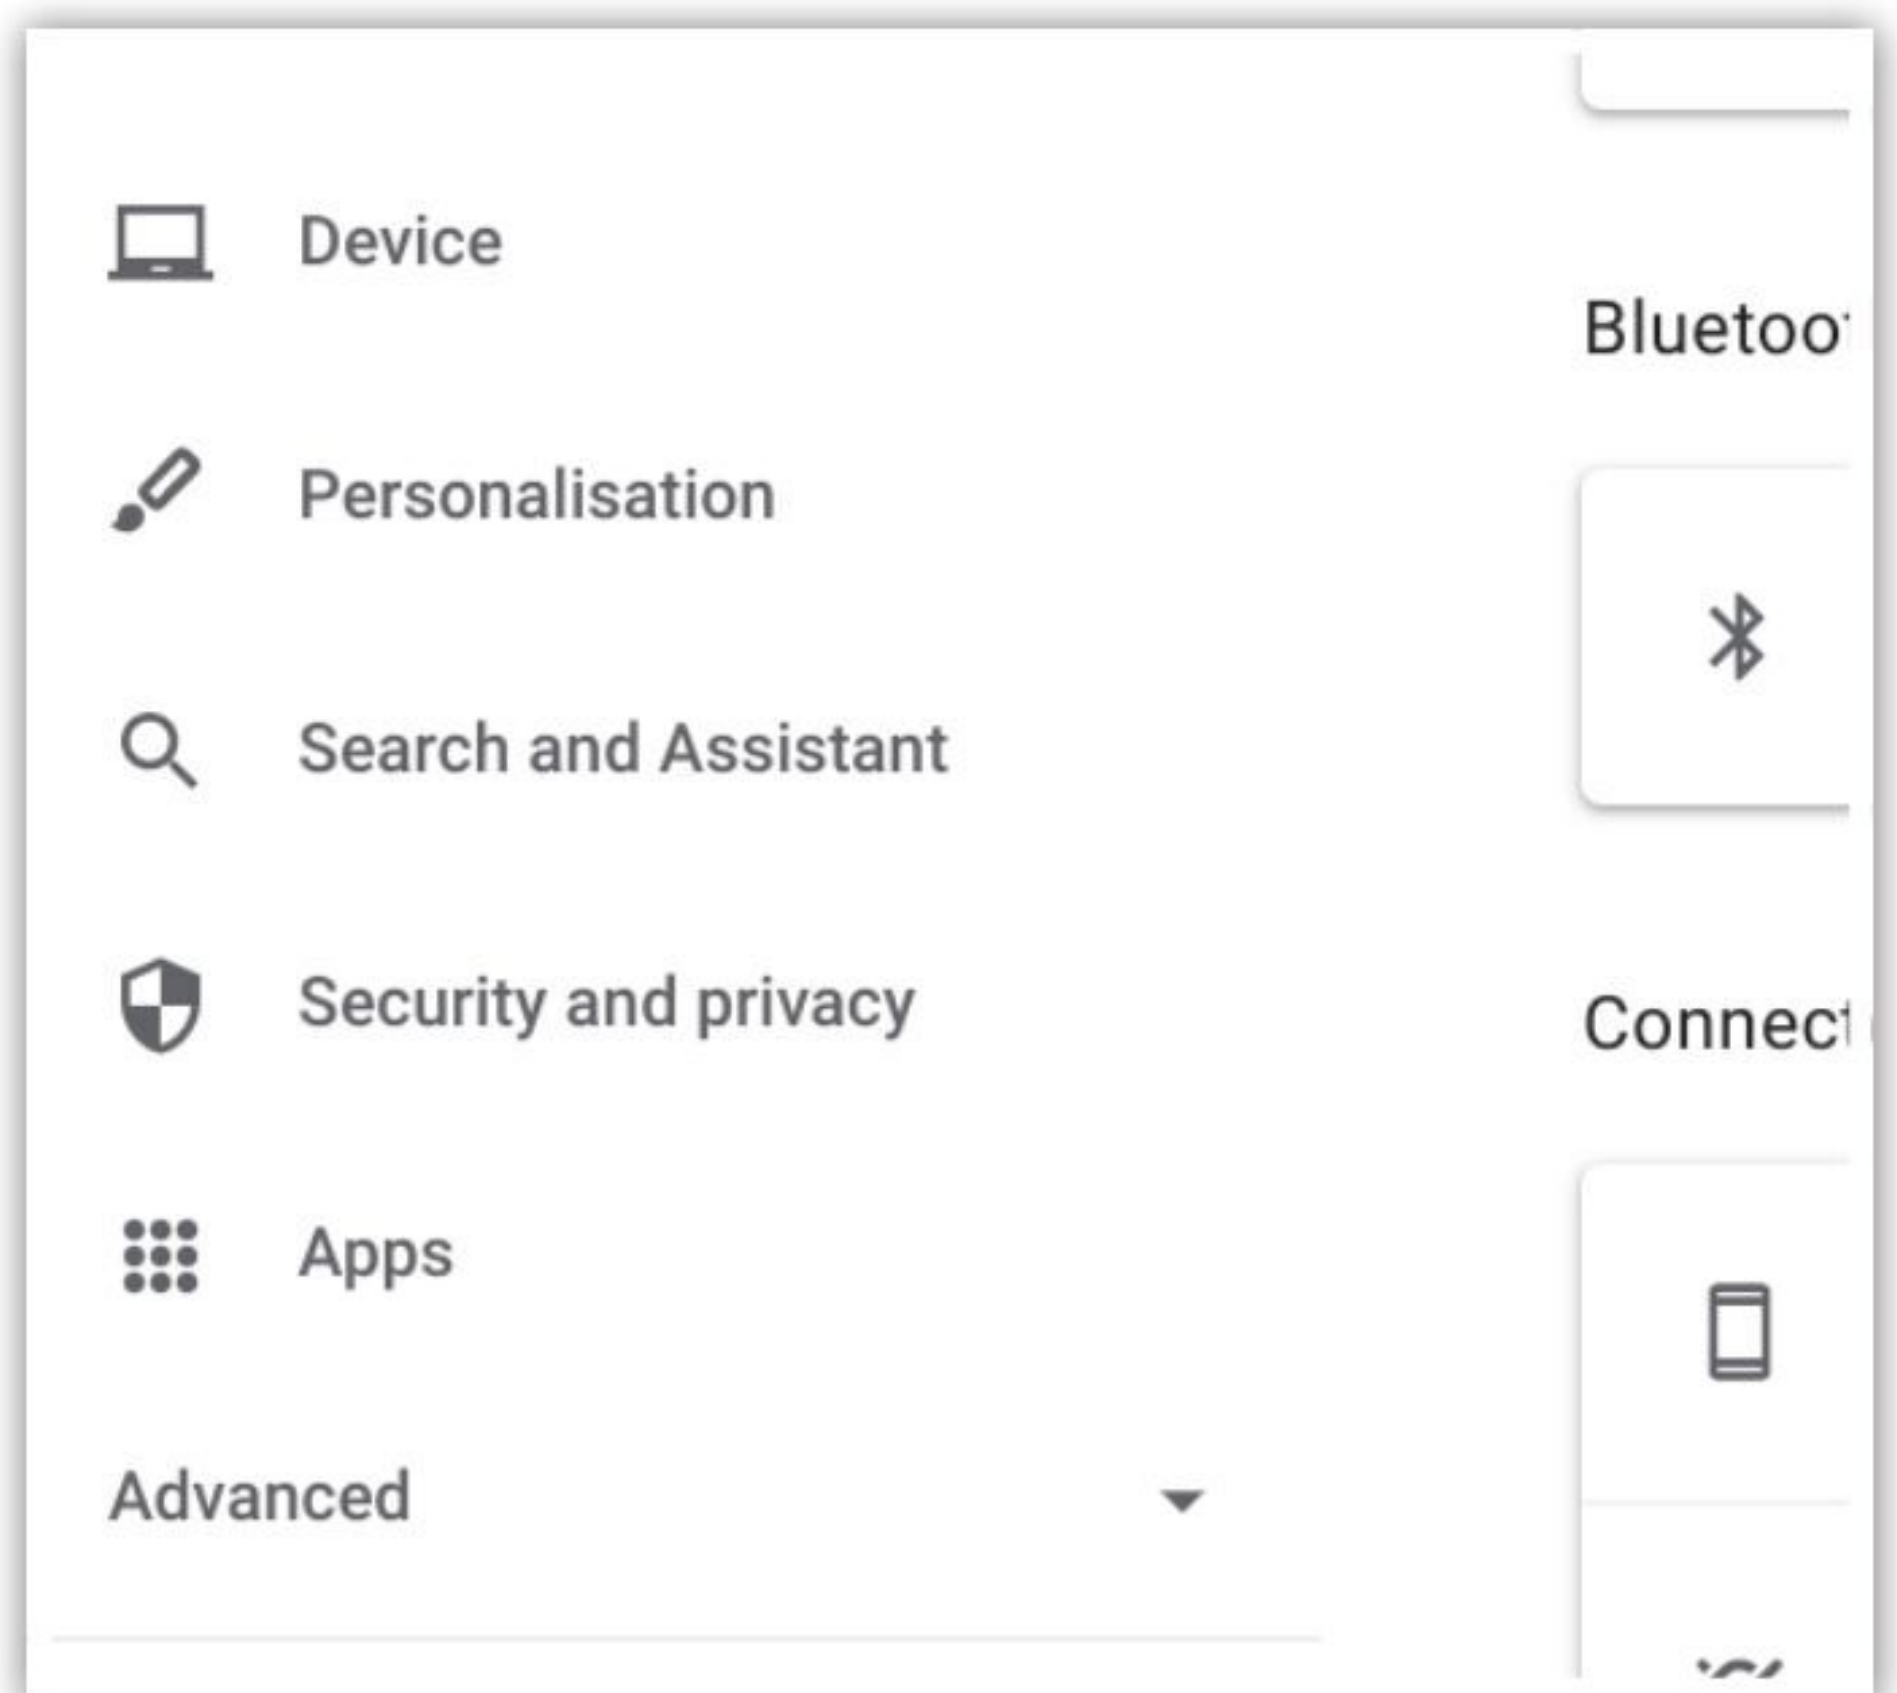 Device
Personalisation
Search and Assistant
Security and privacy
Apps
Advanced